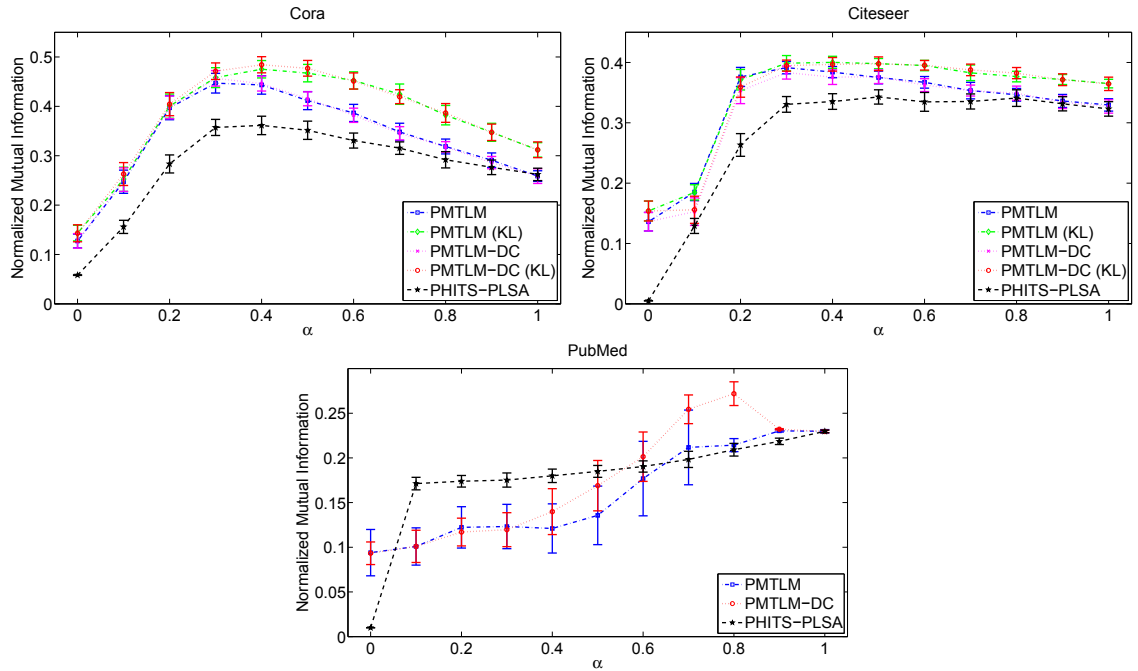 Cora
Normalized Mutual Information
0.5
0.4
0.3
0.2
0.1
0
0 0.2 0.4 0.6 0.8 1
α
PMTLM
PMTLM (KL)
PMTLM−DC
PMTLM−DC (KL)
PHITS−PLSA
Citeseer
Normalized Mutual Information
0.4
0.3
0.2
0.1
0
0 0.2 0.4 0.6 0.8 1
α
PMTLM
PMTLM (KL)
PMTLM−DC
PMTLM−DC (KL)
PHITS−PLSA
PubMed
Normalized Mutual Information
0.25
0.2
0.15
0.1
0.05
0
0 0.2 0.4 0.6 0.8 1
α
PMTLM
PMTLM−DC
PHITS−PLSA